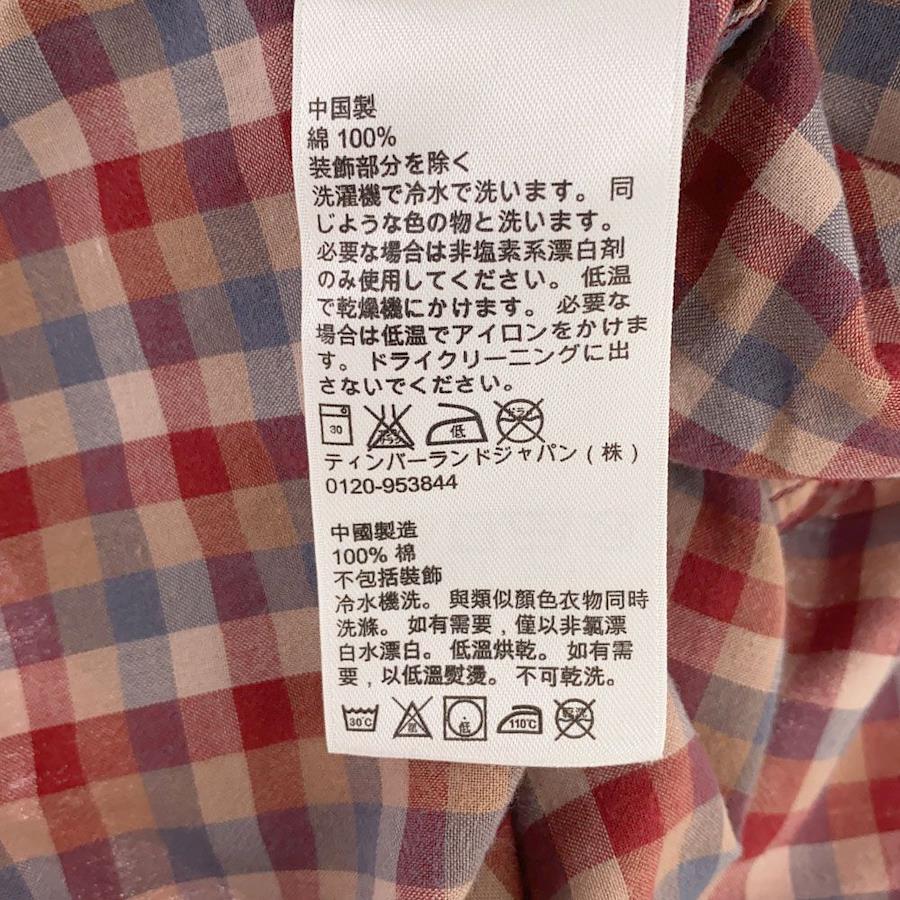 中国製
綿 100%
装飾部分を除く
洗濯機で冷水で洗います。 同
じような色の物と洗います。
必要な場合は非塩素系漂白剤
のみ使用してください。 低温
で乾燥機にかけます。 必要な
場合は低温でアイロンをかけま
す。 ドライクリーニングに出
さないでください。
30 低 ドライ
ティンバーランドジャパン ( 株 )
0120-953844
中國製造
100% 棉
不包括裝飾
冷水機洗。 與類似顏色衣物同時
洗滌。 如有需要 , 僅以非氯漂
白水漂白。 低溫烘乾。 如有需
要 , 以低溫熨燙。 不可乾洗。
30°C 氯 低 110°C 乾洗